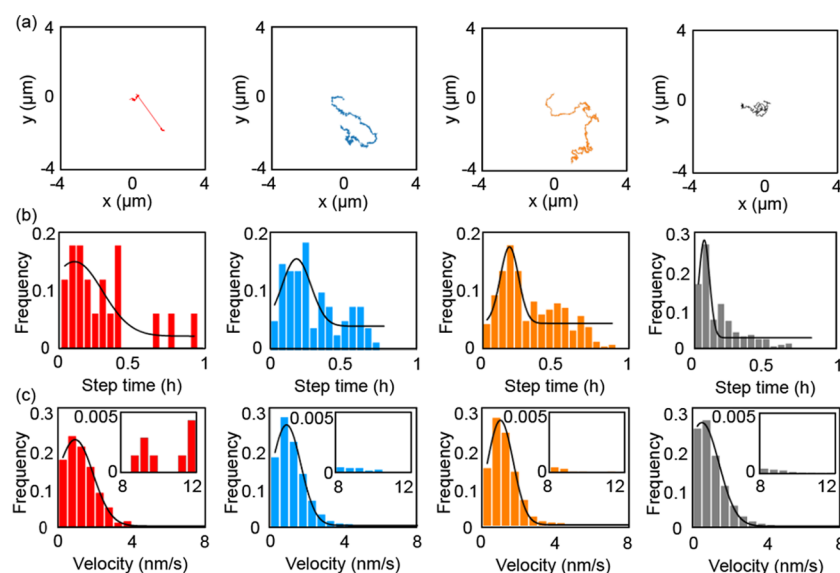 (a)
4 0 -4 y (μm)
-4 0 4 x (μm)
4 0 -4 y (μm)
-4 0 4 x (μm)
4 0 -4 y (μm)
-4 0 4 x (μm)
4 0 -4 y (μm)
-4 0 4 x (μm)
(b)
0.2 0.1 0 Frequency
0 0.5 1 Step time (h)
0.2 0.1 0 Frequency
0 0.5 1 Step time (h)
0.2 0.1 0 Frequency
0 0.5 1 Step time (h)
0.3 0.2 0.1 0 Frequency
0 0.5 1 Step time (h)
(c)
0.3 0.2 0.1 0 Frequency
0.005 0 8 12
0 4 8 Velocity (nm/s)
0.3 0.2 0.1 0 Frequency
0.005 0 8 12
0 4 8 Velocity (nm/s)
0.3 0.2 0.1 0 Frequency
0.005 0 8 12
0 4 8 Velocity (nm/s)
0.3 0.2 0.1 0 Frequency
0.005 0 8 12
0 4 8 Velocity (nm/s)